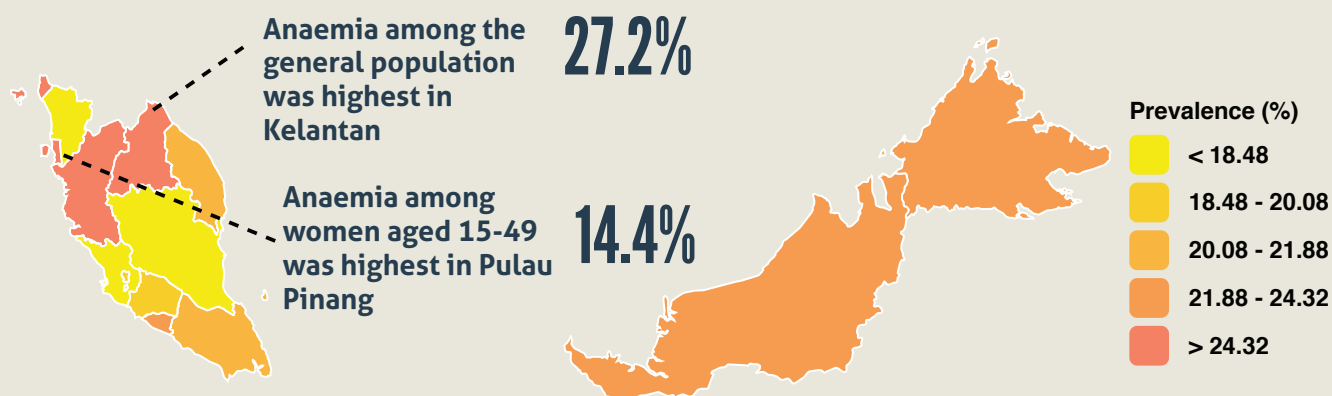 Anaemia among the
general population
was highest in
Kelantan
27.2%
Anaemia among
women aged 15-49
was highest in Pulau
Pinang
14.4%
Prevalence (%)
< 18.48
18.48 - 20.08
20.08 - 21.88
21.88 - 24.32
> 24.32